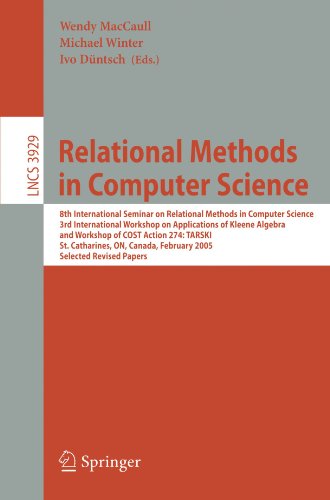 Wendy MacCaull
Michael Winter
Ivo Düntsch (Eds.)
LNCS 3929
Relational Methods
in Computer Science
8th International Seminar on Relational Methods in Computer Science
3rd International Workshop on Applications of Kleene Algebra
and Workshop of COST Action 274: TARSKI
St. Catharines, ON, Canada, February 2005
Selected Revised Papers
Springer